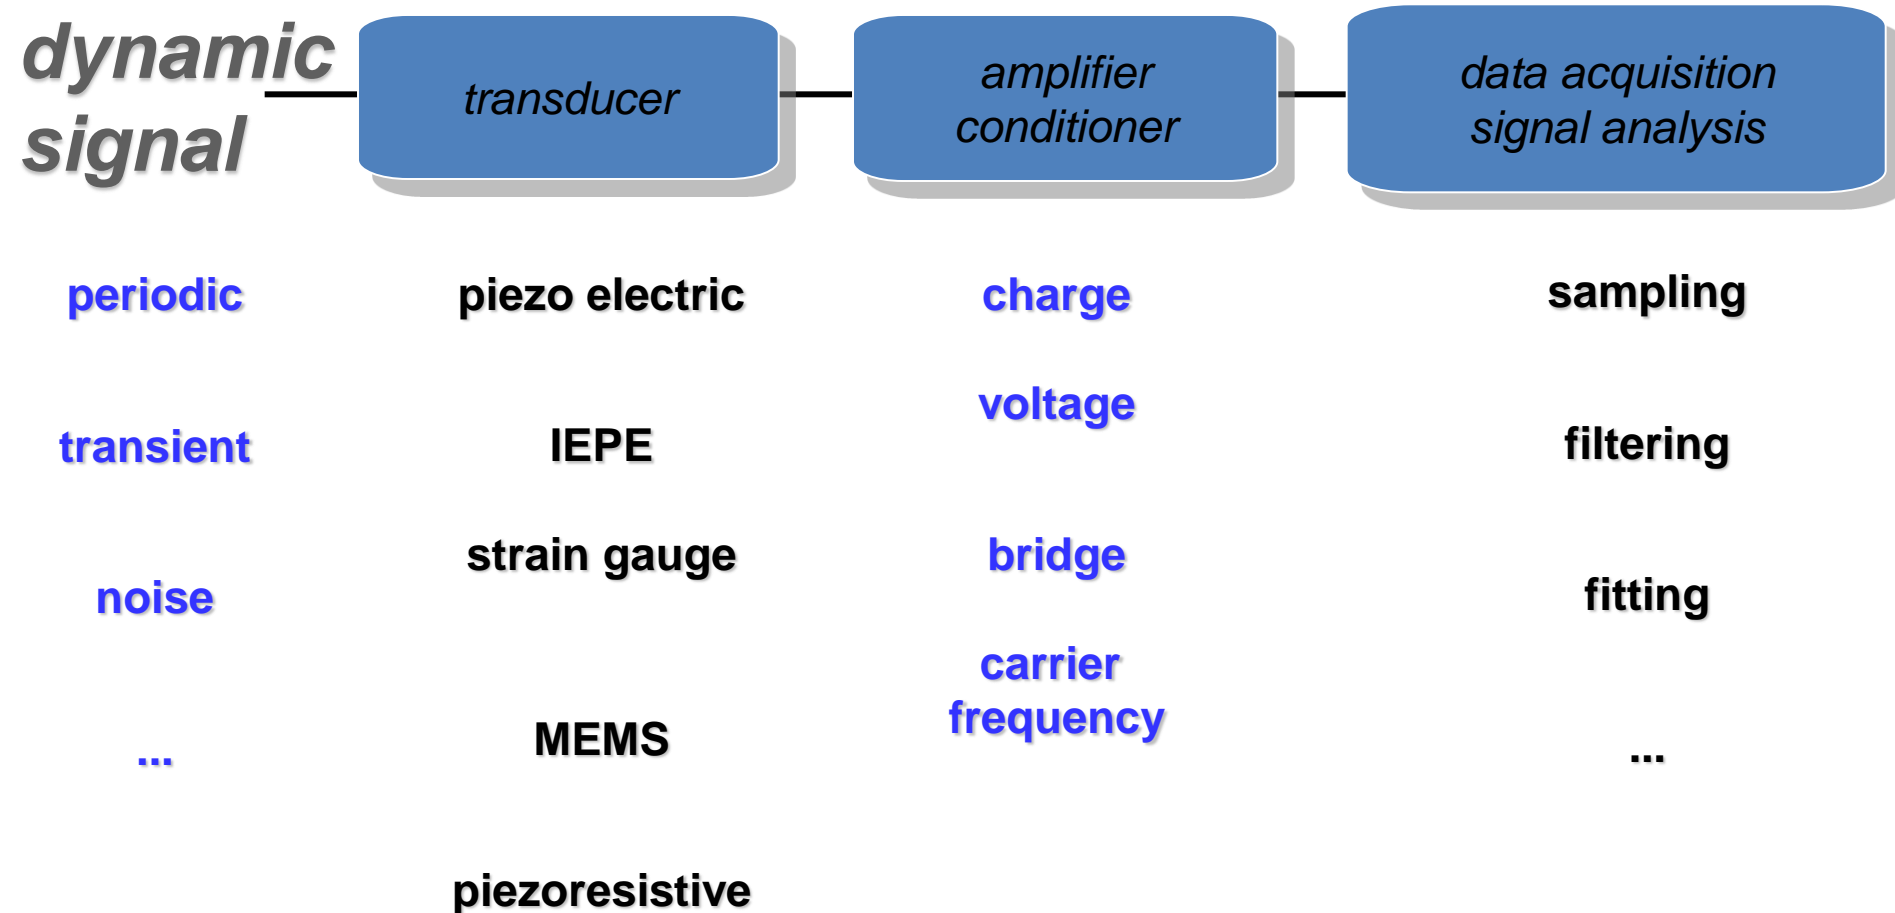 dynamic
signal
transducer
amplifier
conditioner
data acquisition
signal analysis
periodic
transient
noise
...
piezo electric
IEPE
strain gauge
MEMS
piezoresistive
charge
voltage
bridge
carrier
frequency
sampling
filtering
fitting
...